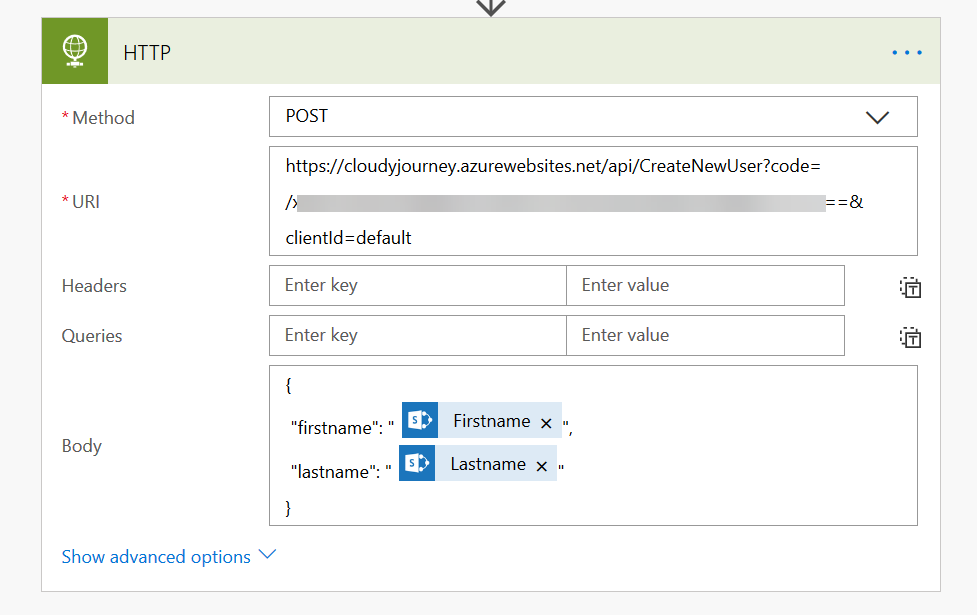 HTTP
...
* Method
POST
* URI
https://cloudyjourney.azurewebsites.net/api/CreateNewUser?code=
/x ==&
clientId=default
Headers
Enter key Enter value
Queries
Enter key Enter value
Body
{
"firstname": " Firstname × ",
"lastname": " Lastname × "
}
Show advanced options